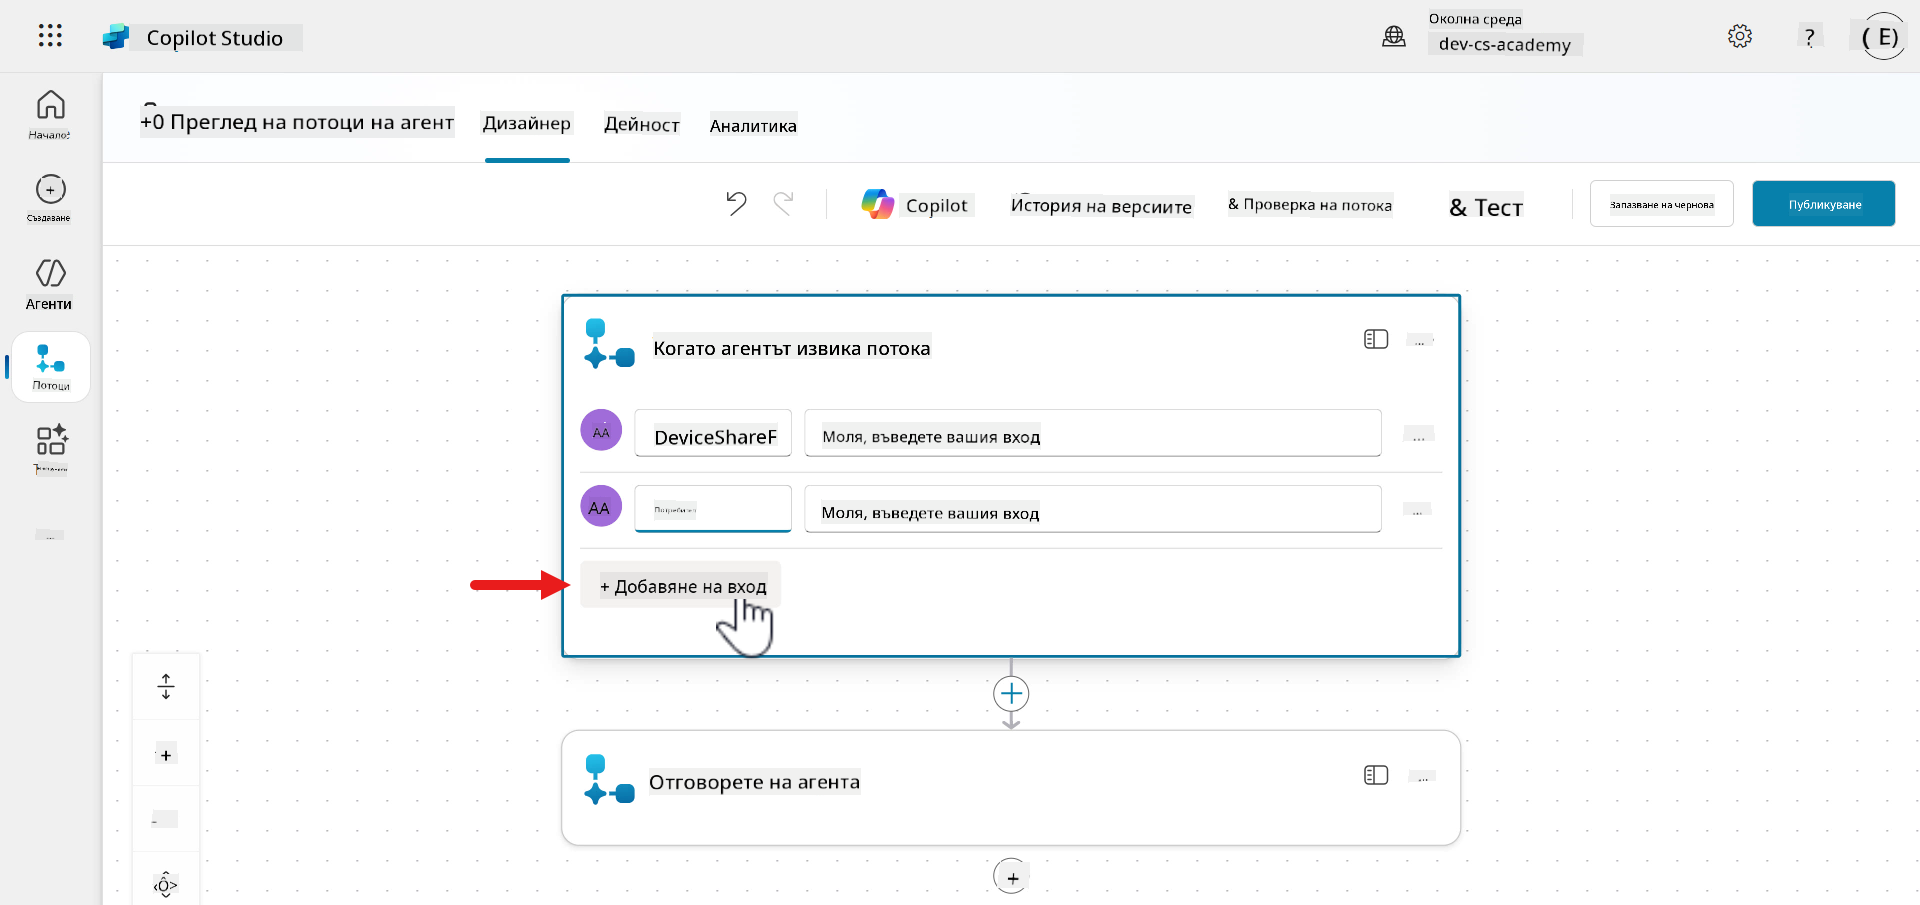 Copilot Studio
Околна среда
dev-cs-academy
?
( E)
Начало!
+0 Преглед на потоци на агент
Дизайнер
Дейност
Аналитика
Създаване
Copilot
История на версиите
& Проверка на потока
& Тест
Запазване на чернова
Публикуване
Агенти
Потоци
Когато агентът извика потока
...
AA
DeviceShareF
Моля, въведете вашия вход
...
AA
Моля, въведете вашия вход
...
+ Добавяне на вход
Отговорете на агента
...